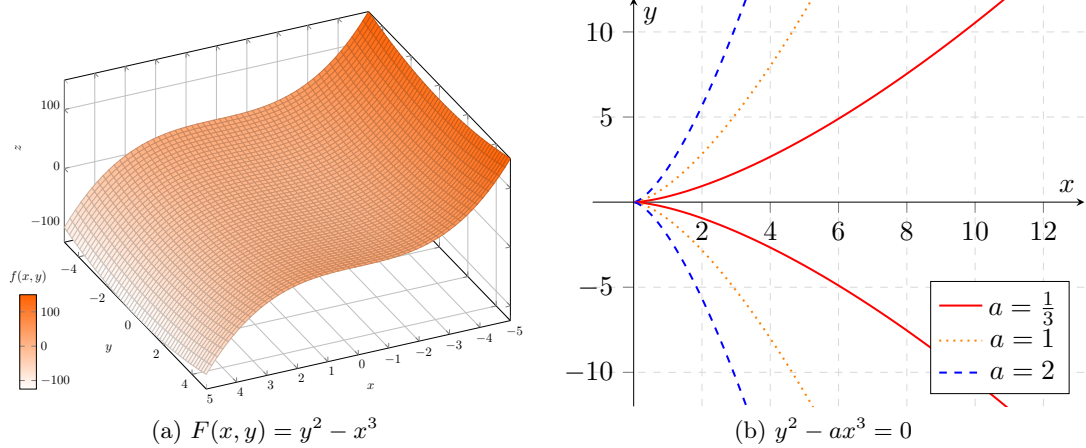 100
0
−100
z
−4
−2
0
2
4
y
5
4
3
2
1
0
−1
−2
−3
−4
−5
x
f(x, y)
100
0
−100
(a) F(x, y) = y² − x³
y
x
10
5
−5
−10
2
4
6
8
10
12
a = 1/3
a = 1
a = 2
(b) y² − ax³ = 0